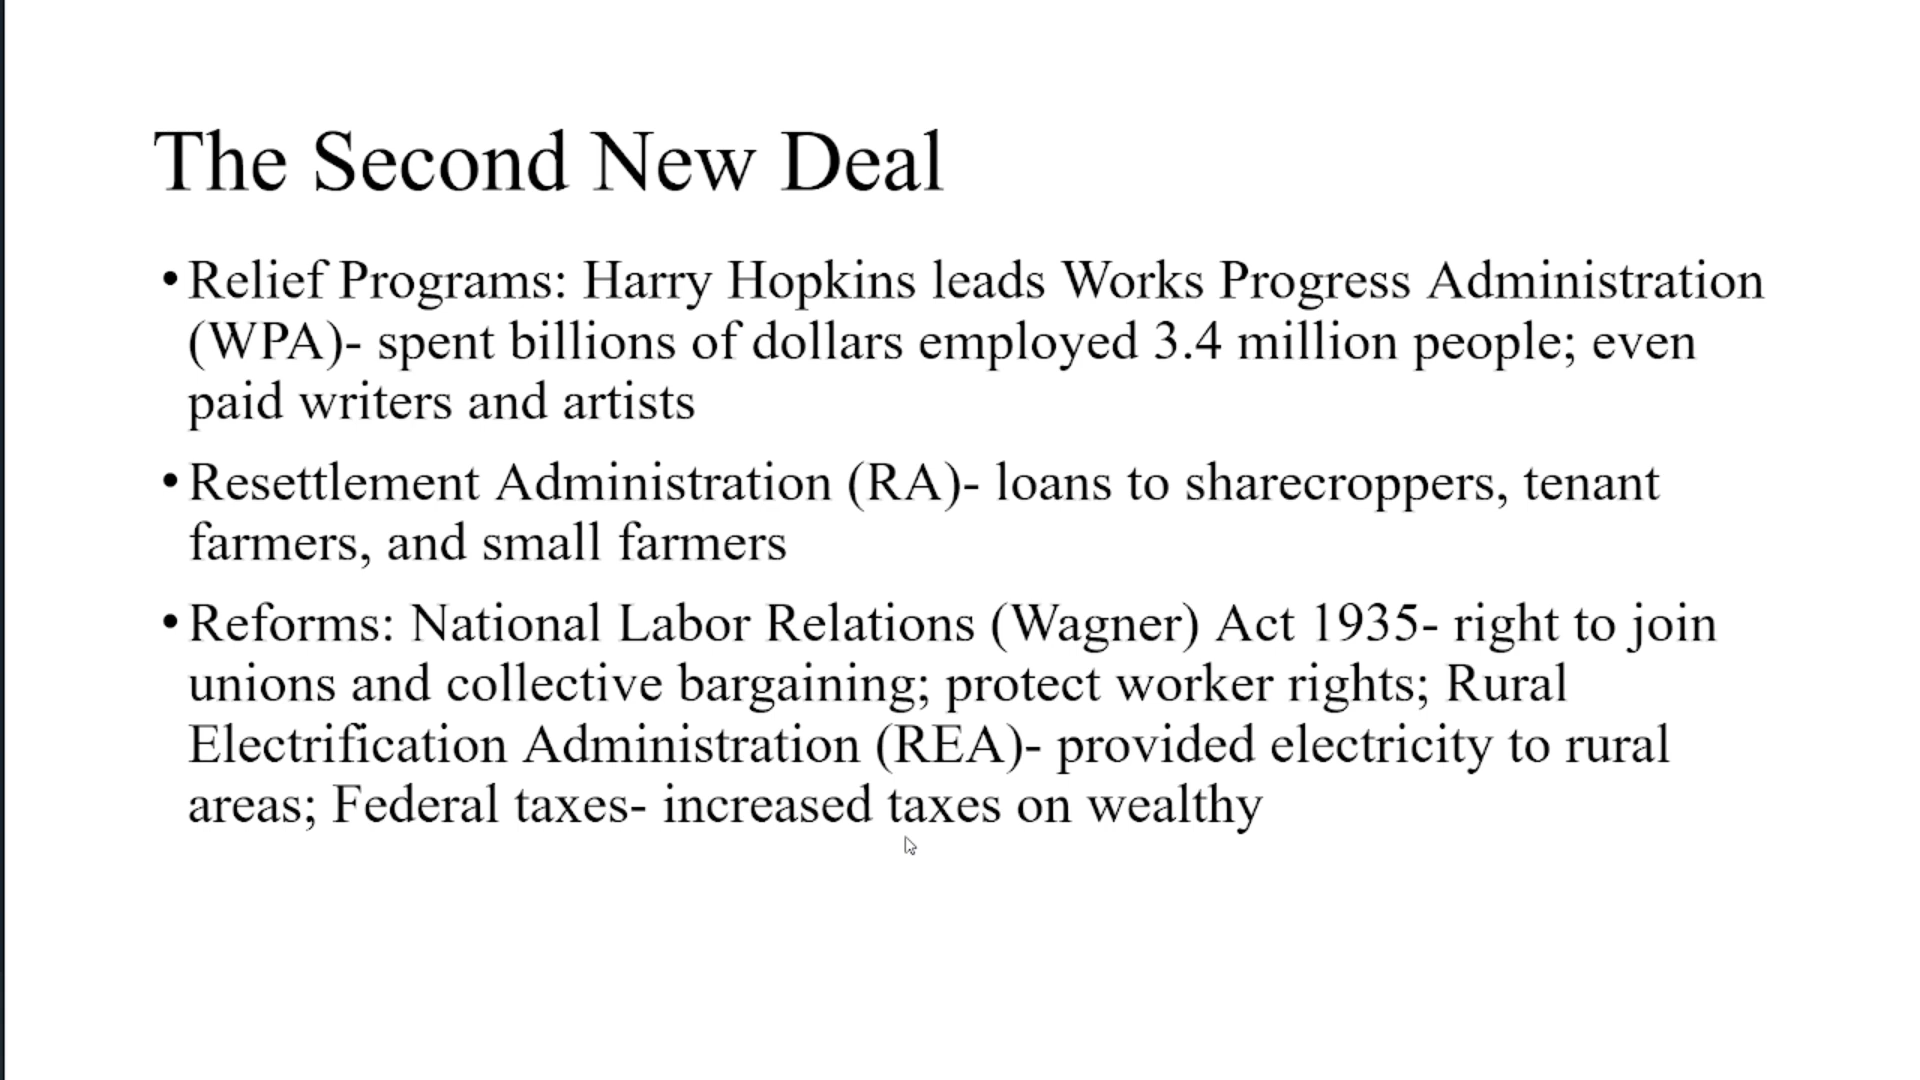 The Second New Deal
•Relief Programs: Harry Hopkins leads Works Progress Administration
(WPA)- spent billions of dollars employed 3.4 million people; even
paid writers and artists
•Resettlement Administration (RA)- loans to sharecroppers, tenant
farmers, and small farmers
•Reforms: National Labor Relations (Wagner) Act 1935- right to join
unions and collective bargaining; protect worker rights; Rural
Electrification Administration (REA)- provided electricity to rural
areas; Federal taxes- increased taxes on wealthy